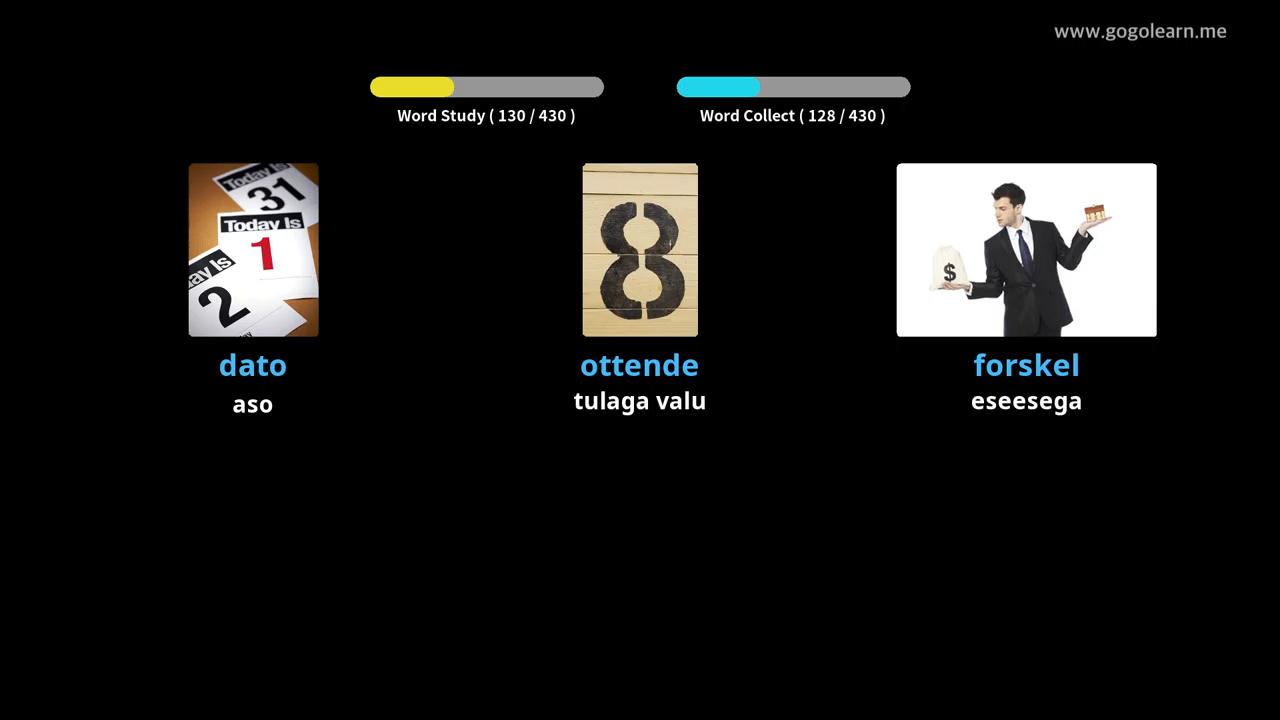 www.gogolearn.me
Word Study ( 130 / 430 )
Word Collect ( 128 / 430 )
Today Is
31
Today Is
1
ay Is
2
8
$
dato
ottende
forskel
aso
tulaga valu
eseesega